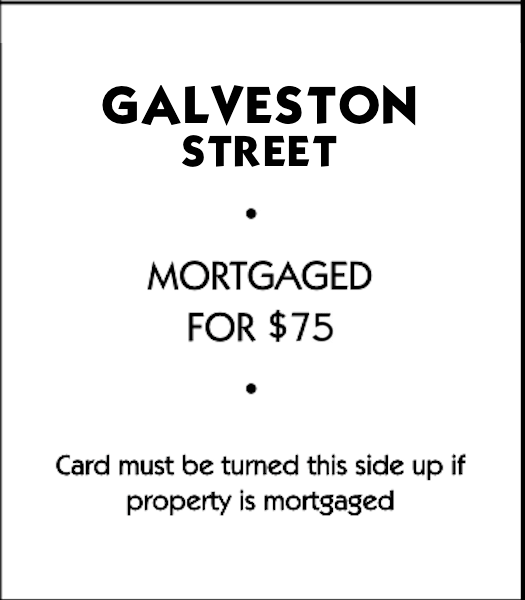 GALVESTON
STREET
•
MORTGAGED
FOR $75
•
Card must be turned this side up if
property is mortgaged